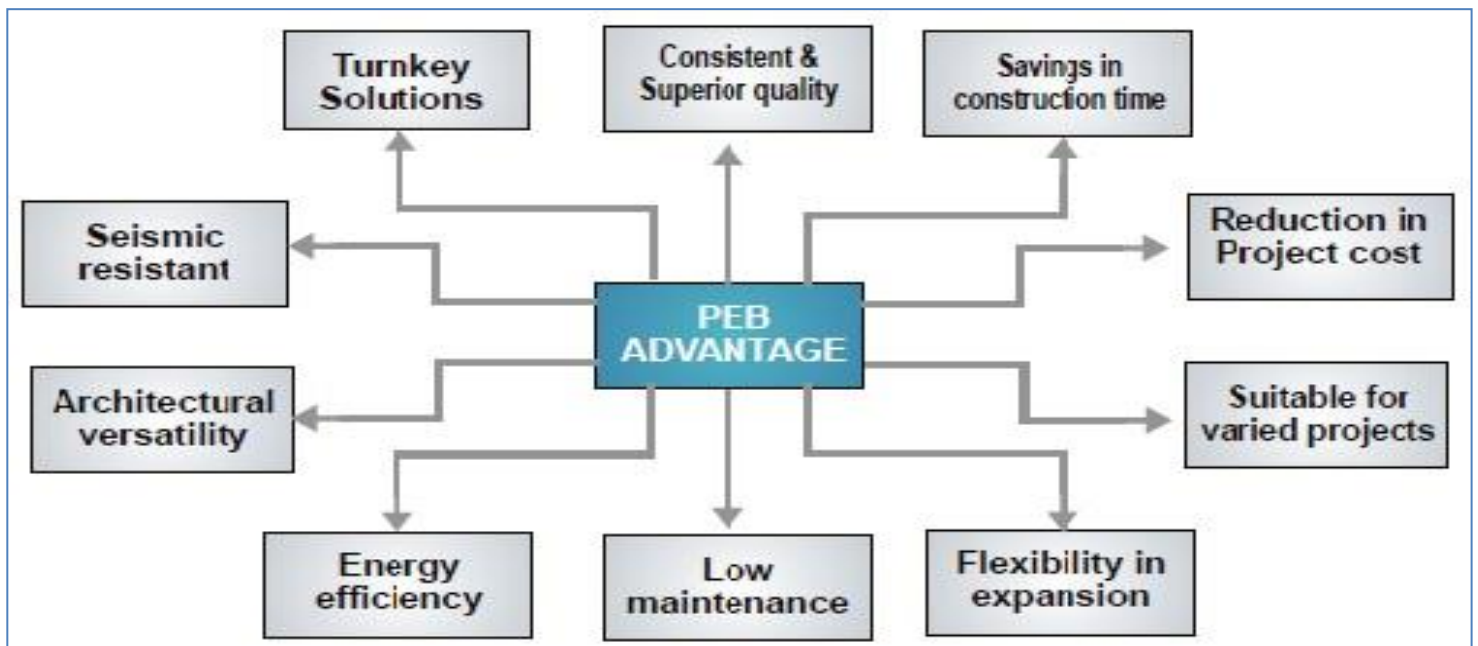 Turnkey
Solutions
Consistent &
Superior quality
Savings in
construction time
Seismic
resistant
Reduction in
Project cost
PEB
ADVANTAGE
Architectural
versatility
Suitable for
varied projects
Energy
efficiency
Low
maintenance
Flexibility in
expansion